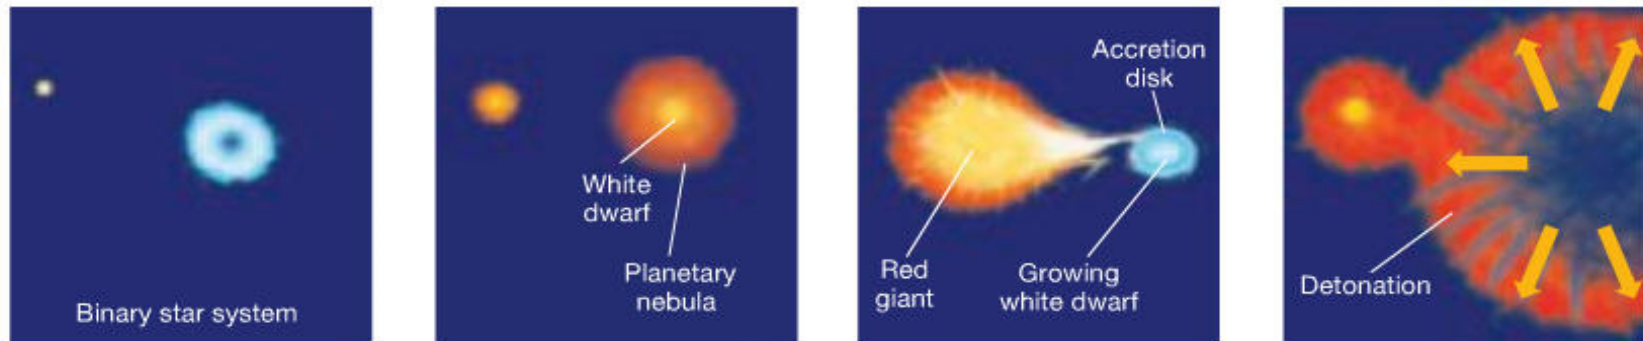 Binary star system
White
dwarf
Planetary
nebula
Accretion
disk
Red
giant
Growing
white dwarf
Detonation